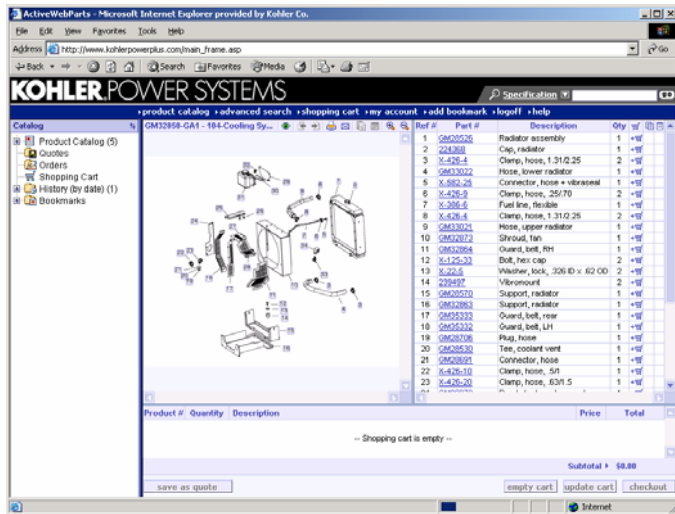 ActiveWebParts - Microsoft Internet Explorer provided by Kohler Co.
File Edit View Favorites Tools Help
Address http://www.kohlerpowerplus.com/main_frame.asp Go
Back Search Favorites Media
KOHLER POWER SYSTEMS
Specification
product catalog advanced search shopping cart my account add bookmark logoff help
Catalog
Product Catalog (5)
Quotes
Orders
Shopping Cart
History (by date) (1)
Bookmarks
GM32850-GA1 - 104-Cooling Sy...
Ref # Part # Description Qty
1 GM28526 Radiator assembly 1
2 224368 Cap, radiator 1
3 X-426-4 Clamp, hose, 1.31/2.25 2
4 GM33022 Hose, lower radiator 1
5 X-582-25 Connector, hose + vibraseal 1
6 X-426-9 Clamp, hose, .25/.70 2
7 X-386-6 Fuel line, flexible 1
8 X-426-4 Clamp, hose, 1.31/2.25 2
9 GM33021 Hose, upper radiator 1
10 GM32873 Shroud, fan 1
11 GM32864 Guard, belt, RH 1
12 X-125-33 Bolt, hex cap 2
13 X-22-5 Washer, lock, .326 ID x .62 OD 2
14 239497 Vibromount 2
15 GM28570 Support, radiator 1
16 GM32863 Support, radiator 1
17 GM35333 Guard, belt, rear 1
18 GM35332 Guard, belt, LH 1
19 GM28706 Plug, hose 1
20 GM28530 Tee, coolant vent 1
21 Connector, hose 1
22 X-426-10 Clamp, hose, .5/1 1
23 X-426-20 Clamp, hose, .63/1.5 1
Product # Quantity Description Price Total
-- Shopping cart is empty --
Subtotal $0.00
save as quote empty cart update cart checkout
Internet